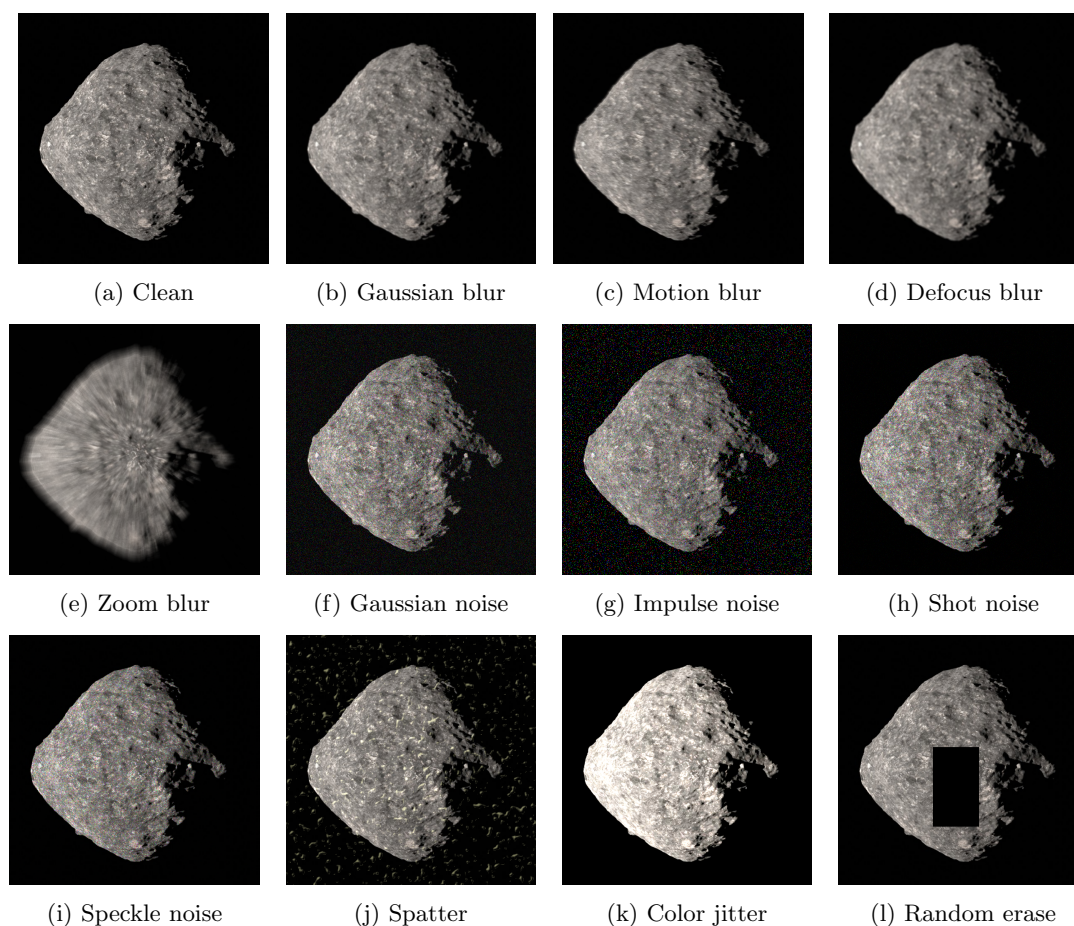 (a) Clean
(b) Gaussian blur
(c) Motion blur
(d) Defocus blur
(e) Zoom blur
(f) Gaussian noise
(g) Impulse noise
(h) Shot noise
(i) Speckle noise
(j) Spatter
(k) Color jitter
(l) Random erase